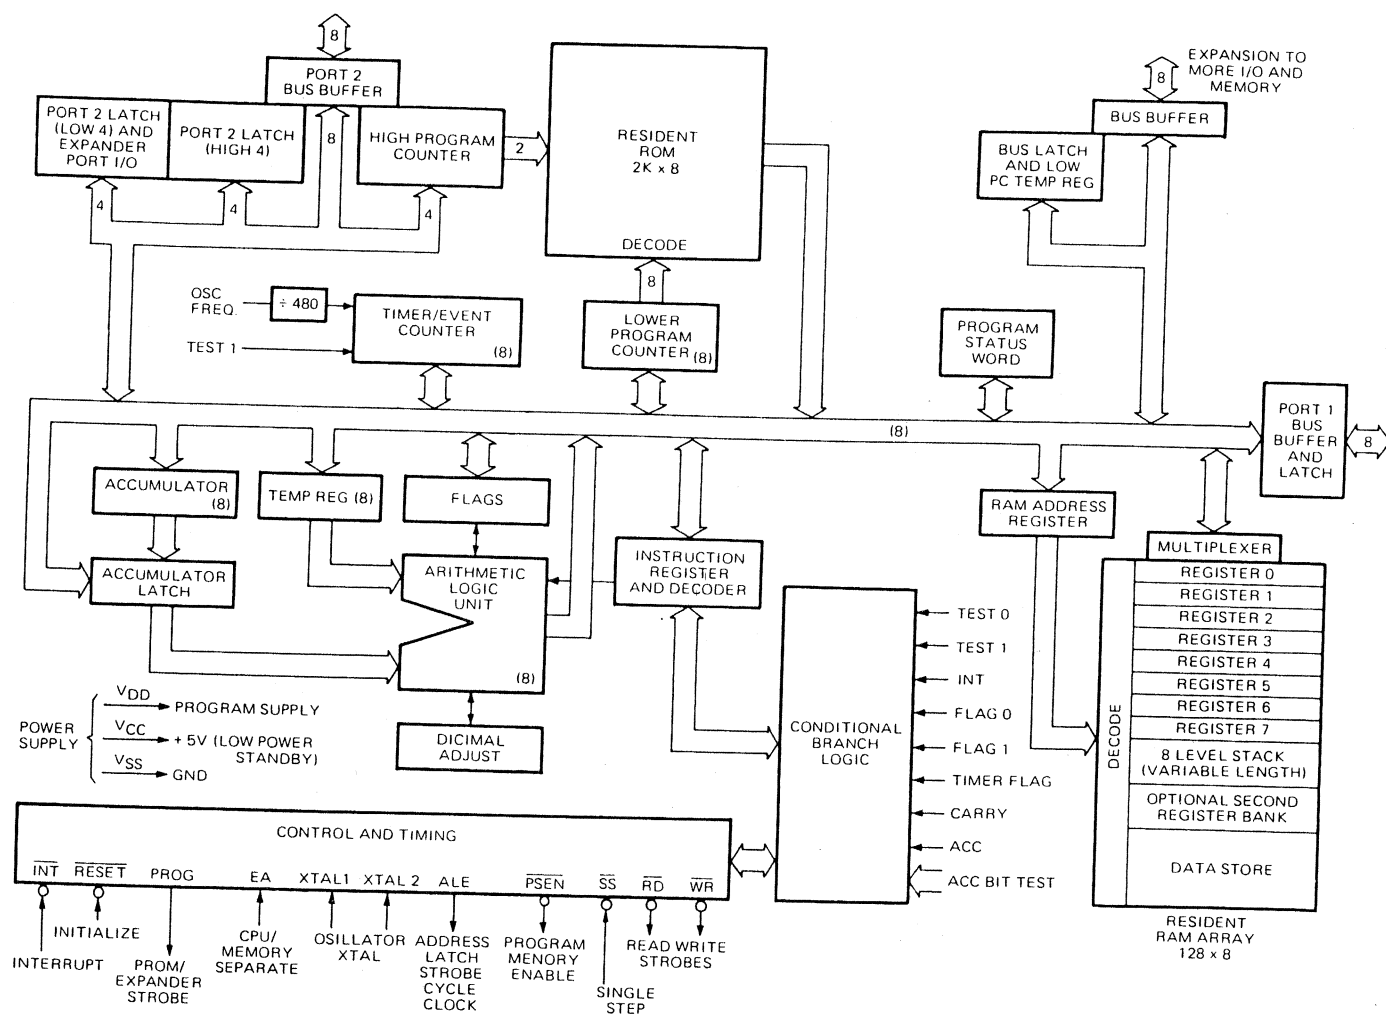 8
PORT 2
BUS BUFFER
PORT 2 LATCH
(LOW 4) AND
EXPANDER
PORT I/O
PORT 2 LATCH
(HIGH 4)
8
HIGH PROGRAM
COUNTER
2
4
4
4
RESIDENT
ROM
2K x 8
DECODE
8
EXPANSION TO
MORE I/O AND
MEMORY
8
BUS BUFFER
BUS LATCH
AND LOW
PC TEMP REG
OSC
FREQ.
÷ 480
TEST 1
TIMER/EVENT
COUNTER
(8)
LOWER
PROGRAM
COUNTER (8)
PROGRAM
STATUS
WORD
(8)
PORT 1
BUS
BUFFER
AND
LATCH
8
ACCUMULATOR
(8)
TEMP REG (8)
FLAGS
RAM ADDRESS
REGISTER
ACCUMULATOR
LATCH
ARITHMETIC
LOGIC
UNIT
(8)
INSTRUCTION
REGISTER
AND DECODER
MULTIPLEXER
DECODE
REGISTER 0
REGISTER 1
REGISTER 2
REGISTER 3
REGISTER 4
REGISTER 5
REGISTER 6
REGISTER 7
8 LEVEL STACK
(VARIABLE LENGTH)
OPTIONAL SECOND
REGISTER BANK
DATA STORE
RESIDENT
RAM ARRAY
128 x 8
CONDITIONAL
BRANCH
LOGIC
TEST 0
TEST 1
INT
FLAG 0
FLAG 1
TIMER FLAG
CARRY
ACC
ACC BIT TEST
POWER
SUPPLY
VDD
PROGRAM SUPPLY
VCC
+ 5V (LOW POWER
STANDBY)
VSS
GND
DICIMAL
ADJUST
CONTROL AND TIMING
INT RESET PROG EA XTAL1 XTAL 2 ALE PSEN SS RD WR
INTERRUPT
INITIALIZE
PROM/
EXPANDER
STROBE
CPU/
MEMORY
SEPARATE
OSILLATOR
XTAL
ADDRESS
LATCH
STROBE
CYCLE
CLOCK
PROGRAM
MENORY
ENABLE
SINGLE
STEP
READ WRITE
STROBES